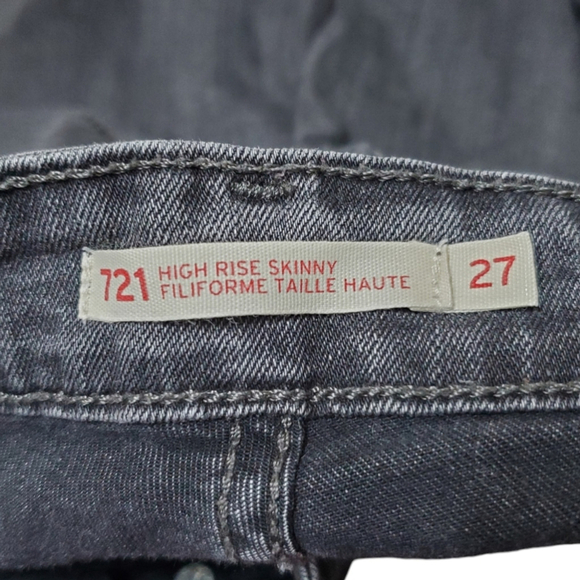 721 HIGH RISE SKINNY
FILIFORME TAILLE HAUTE
27